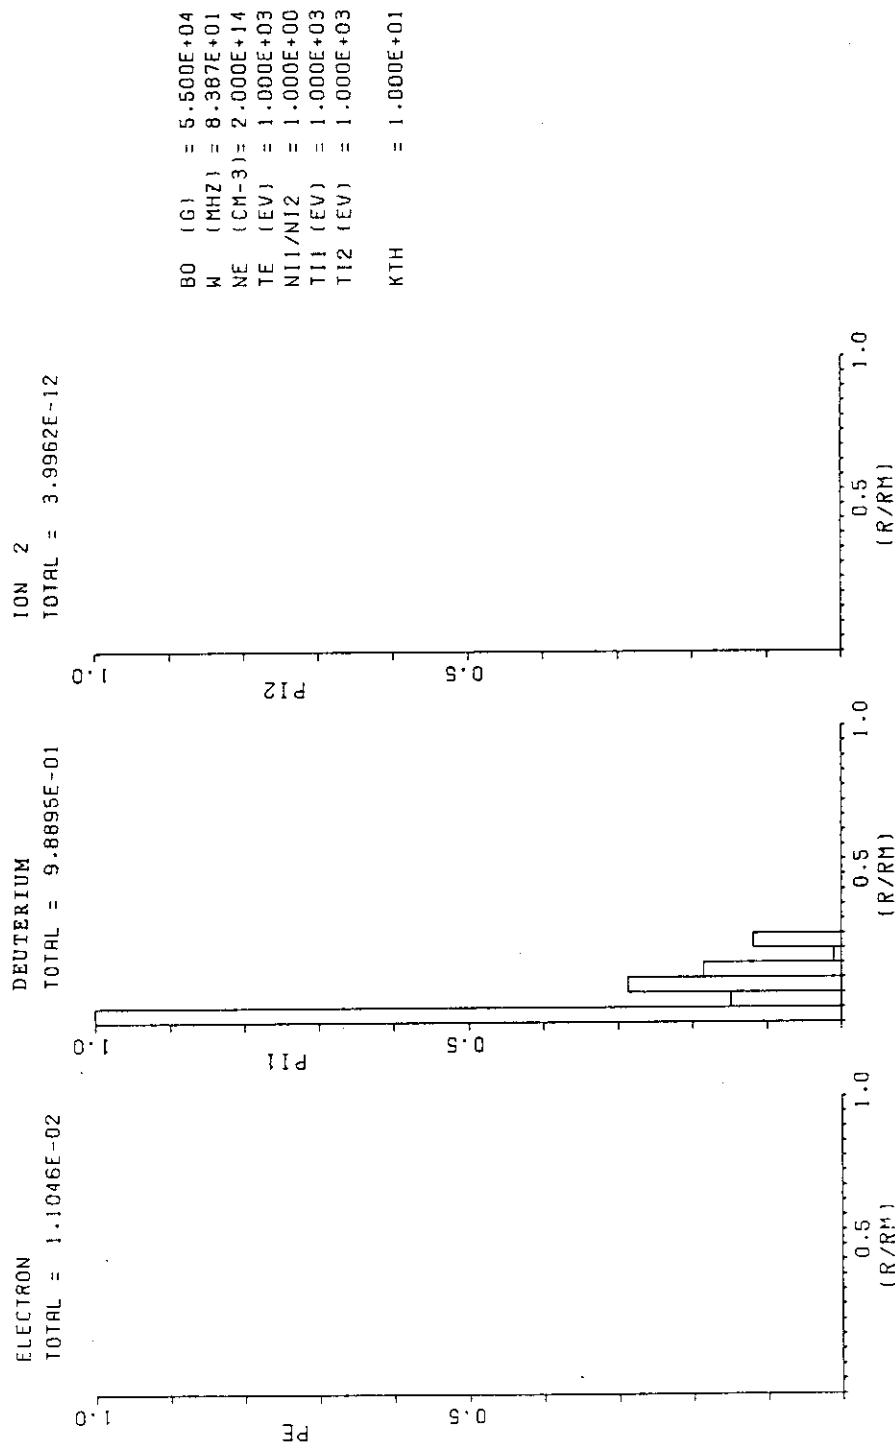 ELECTRON
TOTAL = 1.1046E-02
PE
1.0
0.5
0.5
1.0
(R/RM)
DEUTERIUM
TOTAL = 9.8895E-01
PI1
1.0
0.5
0.5
1.0
(R/RM)
ION 2
TOTAL = 3.9962E-12
PI2
1.0
0.5
0.5
1.0
(R/RM)
BO (G) = 5.500E+04
W (MHZ) = 8.387E+01
NE (CM-3)= 2.000E+14
TE (EV) = 1.000E+03
NI1/NI2 = 1.000E+00
TI1 (EV) = 1.000E+03
TI2 (EV) = 1.000E+03
KTH = 1.000E+01